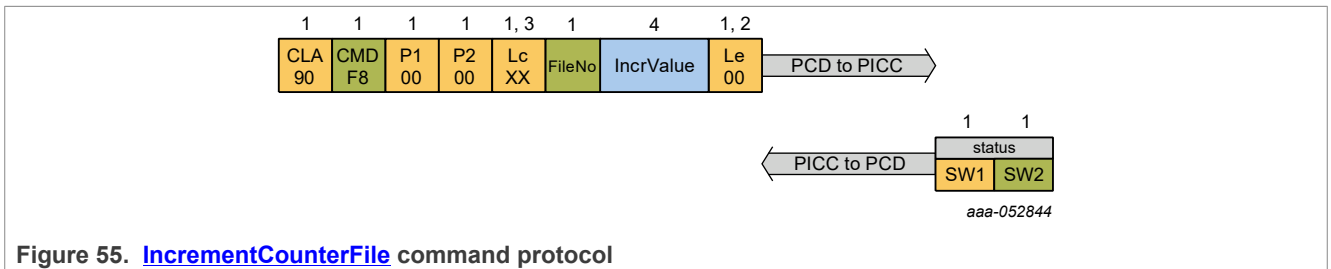 1 1 1 1 1, 3 1 4 1, 2
CLA CMD P1 P2 Lc FileNo IncrValue Le PCD to PICC
90 F8 00 00 XX 00
1 1
status
PICC to PCD SW1 SW2
aaa-052844
Figure 55. IncrementCounterFile command protocol